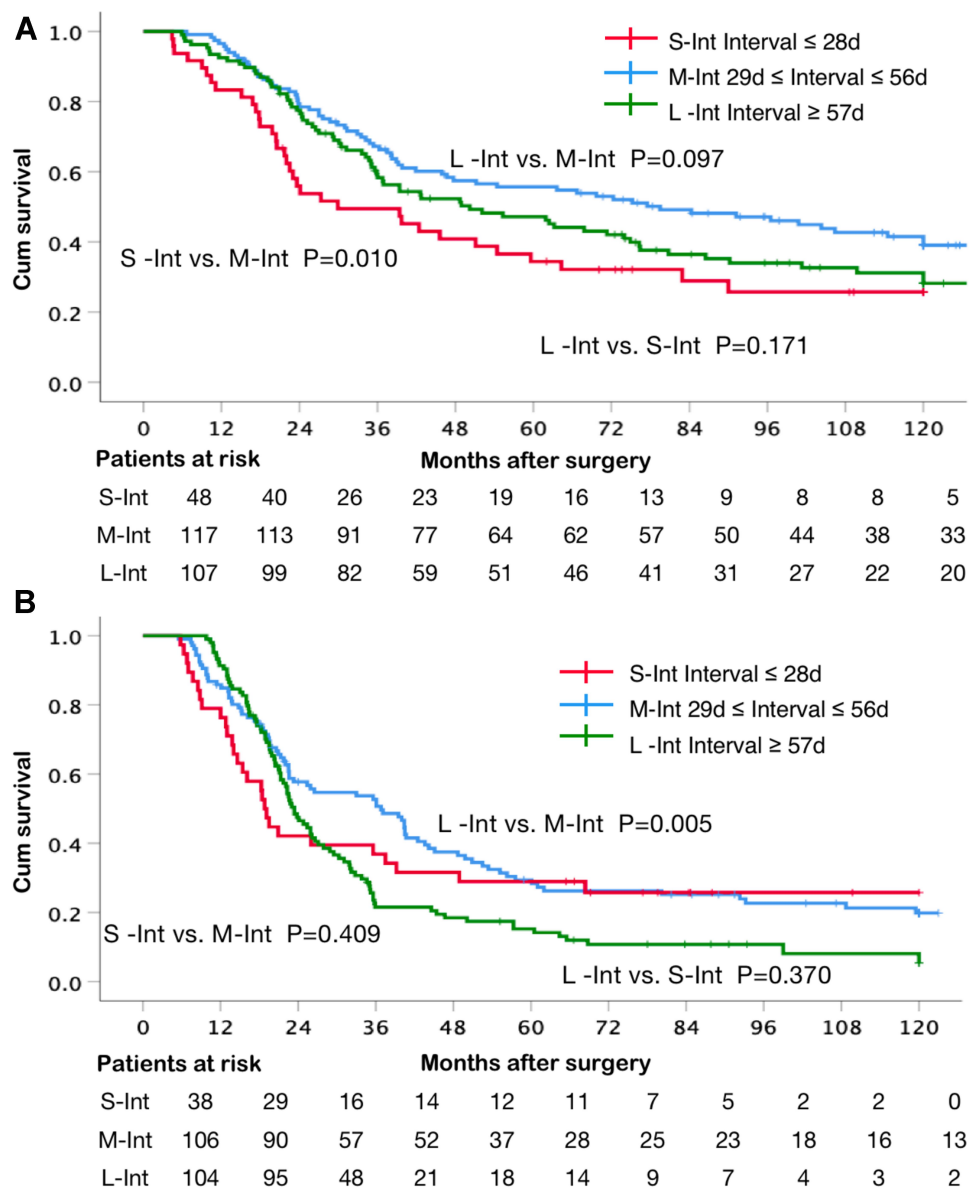 A
1.0
S-Int Interval ≤ 28d
M-Int 29d ≤ Interval ≤ 56d
L -Int Interval ≥ 57d
0.8
L -Int vs. M-Int P=0.097
0.6
Cum survival
0.4
S -Int vs. M-Int P=0.010
0.2
L -Int vs. S-Int P=0.171
0.0
0 12 24 36 48 60 72 84 96 108 120
Patients at risk Months after surgery
S-Int 48 40 26 23 19 16 13 9 8 8 5
M-Int 117 113 91 77 64 62 57 50 44 38 33
L-Int 107 99 82 59 51 46 41 31 27 22 20
B
1.0
S-Int Interval ≤ 28d
M-Int 29d ≤ Interval ≤ 56d
L -Int Interval ≥ 57d
0.8
0.6
Cum survival
L -Int vs. M-Int P=0.005
0.4
0.2
S -Int vs. M-Int P=0.409
L -Int vs. S-Int P=0.370
0.0
0 12 24 36 48 60 72 84 96 108 120
Patients at risk Months after surgery
S-Int 38 29 16 14 12 11 7 5 2 2 0
M-Int 106 90 57 52 37 28 25 23 18 16 13
L-Int 104 95 48 21 18 14 9 7 4 3 2